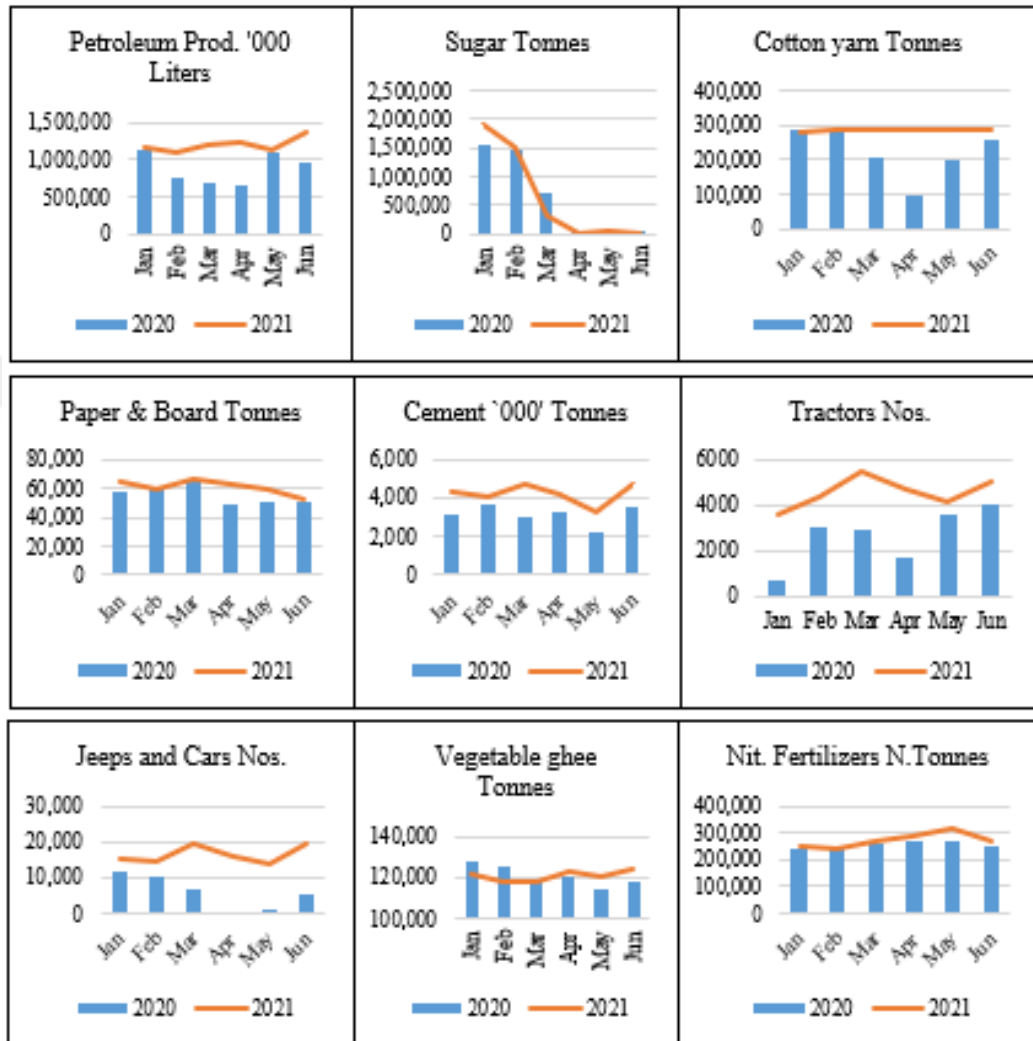 Petroleum Prod. '000
Liters
1,500,000
1,000,000
500,000
0
Jan Feb Mar Apr May Jun
2020 2021
Sugar Tonnes
2,500,000
2,000,000
1,500,000
1,000,000
500,000
0
Jan Feb Mar Apr May Jun
2020 2021
Cotton yarn Tonnes
400,000
300,000
200,000
100,000
0
Jan Feb Mar Apr May Jun
2020 2021
Paper & Board Tonnes
80,000
60,000
40,000
20,000
0
Jan Feb Mar Apr May Jun
2020 2021
Cement `000' Tonnes
6,000
4,000
2,000
0
Jan Feb Mar Apr May Jun
2020 2021
Tractors Nos.
6000
4000
2000
0
Jan Feb Mar Apr May Jun
2020 2021
Jeeps and Cars Nos.
30,000
20,000
10,000
0
Jan Feb Mar Apr May Jun
2020 2021
Vegetable ghee
Tonnes
140,000
120,000
100,000
Jan Feb Mar Apr May Jun
2020 2021
Nit. Fertilizers N.Tonnes
400,000
300,000
200,000
100,000
0
Jan Feb Mar Apr May Jun
2020 2021